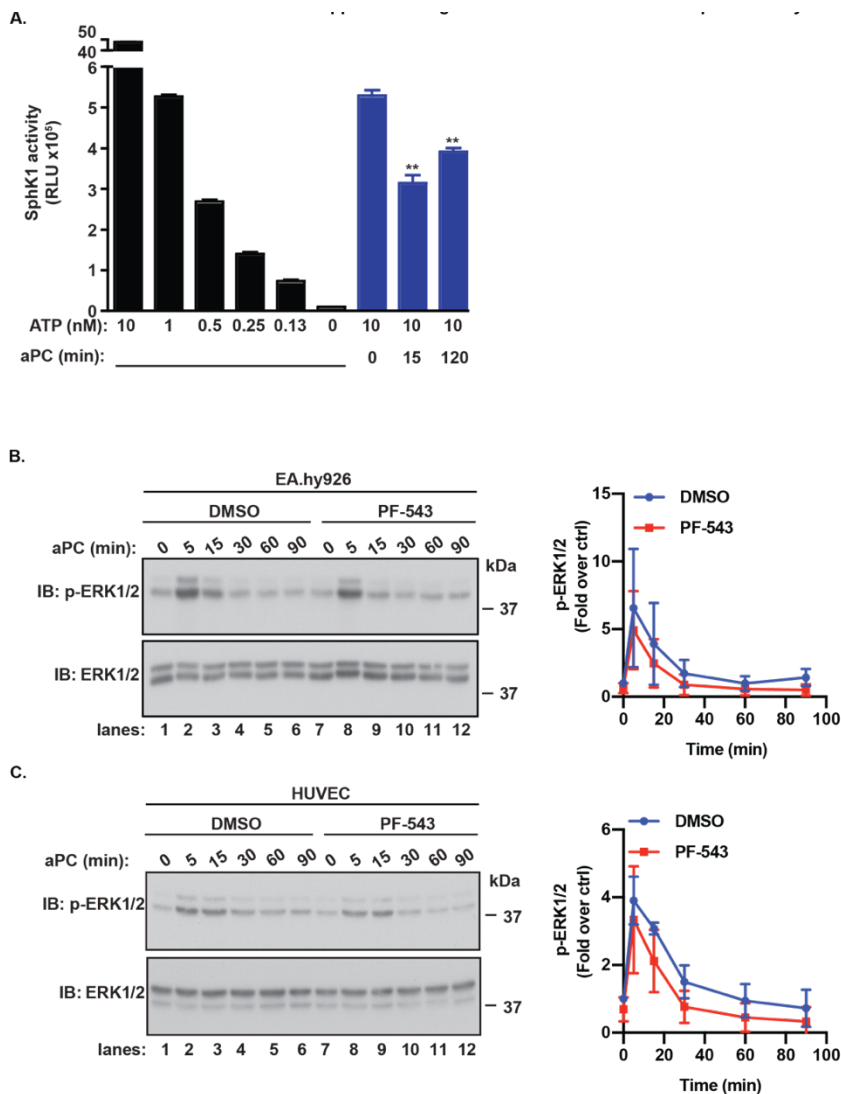 A.
50
40
6
5
4
3
2
1
0
SphK1 activity
(RLU x10⁵)
** **
ATP (nM): 10 1 0.5 0.25 0.13 0 10 10 10
aPC (min): 0 15 120
B.
EA.hy926
DMSO PF-543
aPC (min): 0 5 15 30 60 90 0 5 15 30 60 90
kDa
IB: p-ERK1/2
– 37
IB: ERK1/2
– 37
lanes: 1 2 3 4 5 6 7 8 9 10 11 12
DMSO
PF-543
15
10
5
0
p-ERK1/2
(Fold over ctrl)
0 20 40 60 80 100
Time (min)
C.
HUVEC
DMSO PF-543
aPC (min): 0 5 15 30 60 90 0 5 15 30 60 90
kDa
IB: p-ERK1/2
– 37
IB: ERK1/2
– 37
lanes: 1 2 3 4 5 6 7 8 9 10 11 12
DMSO
PF-543
6
4
2
0
p-ERK1/2
(Fold over ctrl)
0 20 40 60 80 100
Time (min)